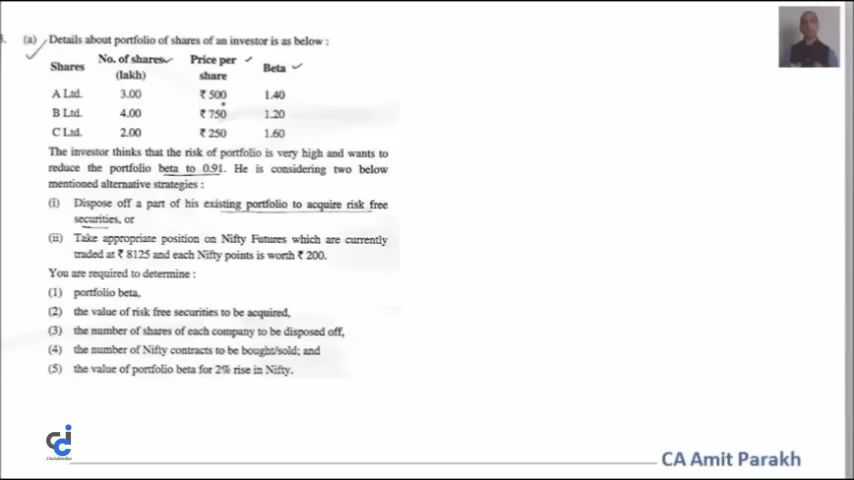 (a) Details about portfolio of shares of an investor is as below :
Shares No. of shares (lakh) Price per share Beta
A Ltd. 3.00 ₹ 500 1.40
B Ltd. 4.00 ₹ 750 1.20
C Ltd. 2.00 ₹ 250 1.60
The investor thinks that the risk of portfolio is very high and wants to
reduce the portfolio beta to 0.91. He is considering two below
mentioned alternative strategies :
(i) Dispose off a part of his existing portfolio to acquire risk free
securities, or
(ii) Take appropriate position on Nifty Futures which are currently
traded at ₹ 8125 and each Nifty points is worth ₹ 200.
You are required to determine :
(1) portfolio beta,
(2) the value of risk free securities to be acquired,
(3) the number of shares of each company to be disposed off,
(4) the number of Nifty contracts to be bought/sold; and
(5) the value of portfolio beta for 2% rise in Nifty.
CA Amit Parakh